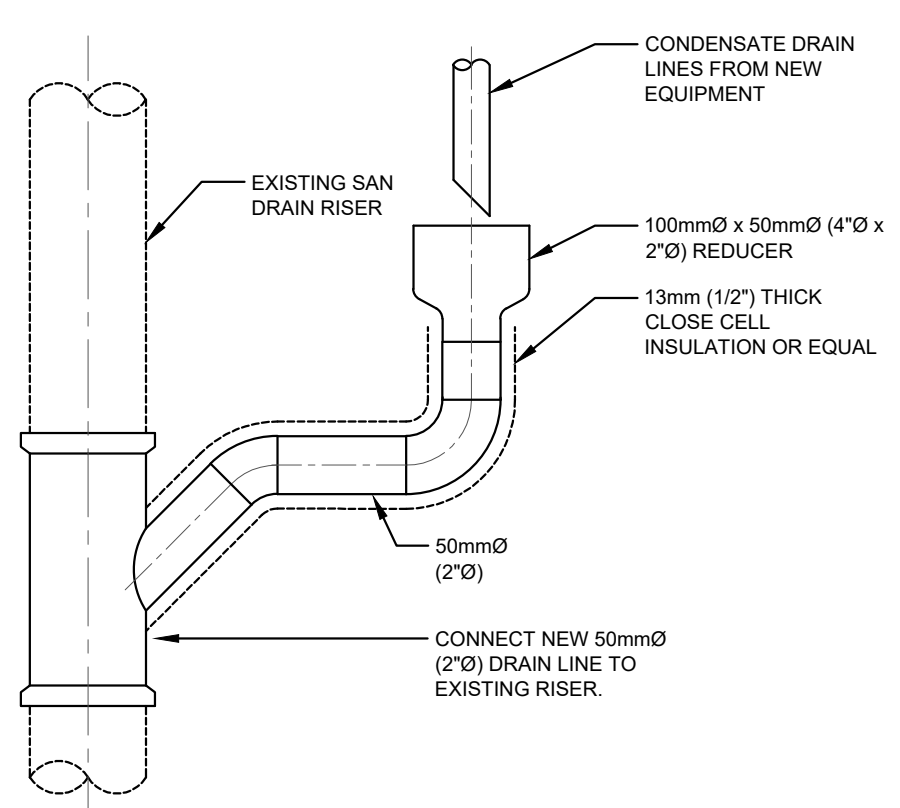 CONDENSATE DRAIN
LINES FROM NEW
EQUIPMENT
EXISTING SAN
DRAIN RISER
100mmØ x 50mmØ (4"Ø x
2"Ø) REDUCER
13mm (1/2") THICK
CLOSE CELL
INSULATION OR EQUAL
50mmØ
(2"Ø)
CONNECT NEW 50mmØ
(2"Ø) DRAIN LINE TO
EXISTING RISER.